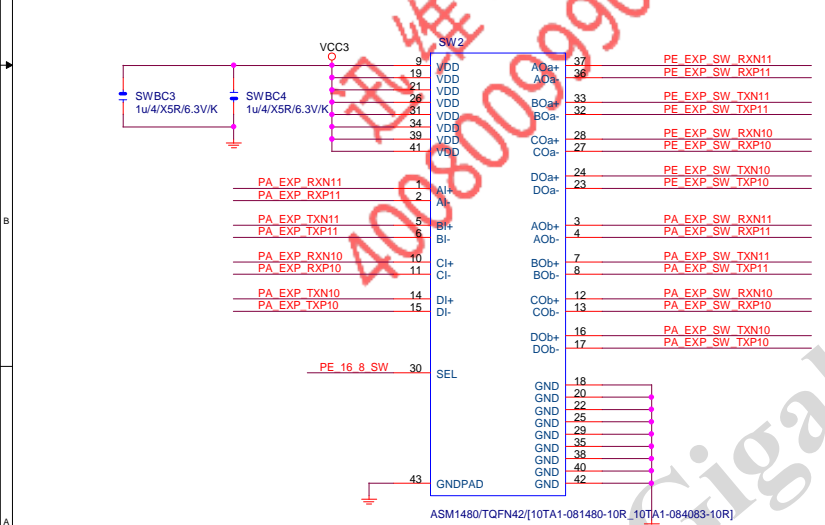 VCC3
SW2
SWBC3
1u/4/X5R/6.3V/K
SWBC4
1u/4/X5R/6.3V/K
9 VDD
19 VDD
21 VDD
26 VDD
31 VDD
34 VDD
39 VDD
41 VDD
PA_EXP_RXN11 1 AI+
PA_EXP_RXP11 2 AI-
PA_EXP_TXN11 5 BI+
PA_EXP_TXP11 6 BI-
PA_EXP_RXN10 10 CI+
PA_EXP_RXP10 11 CI-
PA_EXP_TXN10 14 DI+
PA_EXP_TXP10 15 DI-
PE_16_8_SW 30 SEL
43 GNDPAD
AOa+ 37 PE_EXP_SW_RXN11
AOa- 36 PE_EXP_SW_RXP11
BOa+ 33 PE_EXP_SW_TXN11
BOa- 32 PE_EXP_SW_TXP11
COa+ 28 PE_EXP_SW_RXN10
COa- 27 PE_EXP_SW_RXP10
DOa+ 24 PE_EXP_SW_TXN10
DOa- 23 PE_EXP_SW_TXP10
AOb+ 3 PA_EXP_SW_RXN11
AOb- 4 PA_EXP_SW_RXP11
BOb+ 7 PA_EXP_SW_TXN11
BOb- 8 PA_EXP_SW_TXP11
COb+ 12 PA_EXP_SW_RXN10
COb- 13 PA_EXP_SW_RXP10
DOb+ 16 PA_EXP_SW_TXN10
DOb- 17 PA_EXP_SW_TXP10
GND 18
GND 20
GND 22
GND 25
GND 29
GND 35
GND 38
GND 40
GND 42
ASM1480/TQFN42/[10TA1-081480-10R_10TA1-084083-10R]
B
A
迅维
4008009990
Gigab